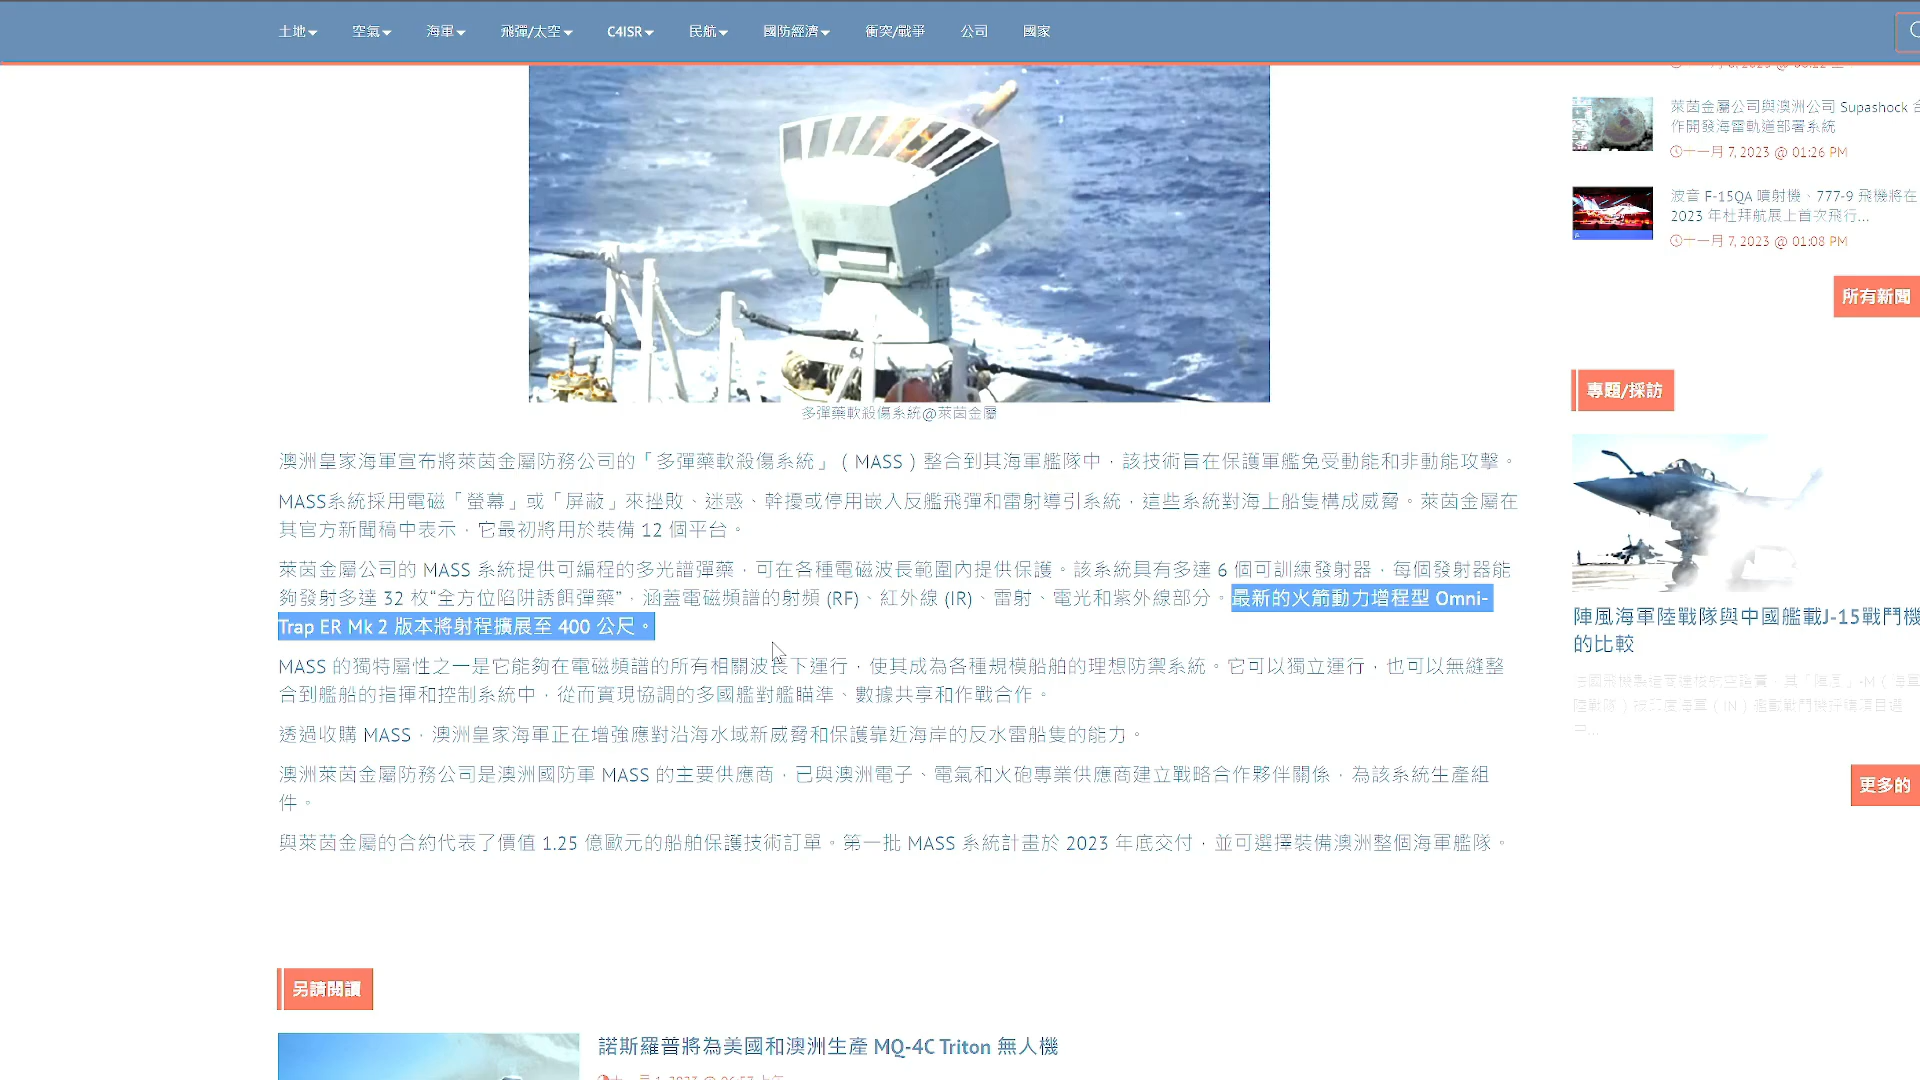 土地 空氣 海軍 飛彈/太空 C4ISR 民航 國防經濟 衝突/戰爭 公司 國家
萊茵金屬公司與澳洲公司 Supashock 合
作開發海雷軌道部署系統
十一月 7, 2023 @ 01:26 PM
波音 F-15QA 噴射機、777-9 飛機將在
2023 年杜拜航展上首次飛行...
十一月 7, 2023 @ 01:08 PM
所有新聞
專題/採訪
陣風海軍陸戰隊與中國艦載J-15戰鬥機
的比較
更多的
多彈藥軟殺傷系統@萊茵金屬
澳洲皇家海軍宣布將萊茵金屬防務公司的「多彈藥軟殺傷系統」（MASS）整合到其海軍艦隊中，該技術旨在保護軍艦免受動能和非動能攻擊。
MASS系統採用電磁「螢幕」或「屏蔽」來挫敗、迷惑、幹擾或停用嵌入反艦飛彈和雷射導引系統，這些系統對海上船隻構成威脅。萊茵金屬在
其官方新聞稿中表示，它最初將用於裝備 12 個平台。
萊茵金屬公司的 MASS 系統提供可編程的多光譜彈藥，可在各種電磁波長範圍內提供保護。該系統具有多達 6 個可訓練發射器，每個發射器能
夠發射多達 32 枚“全方位陷阱誘餌彈藥”，涵蓋電磁頻譜的射頻 (RF)、紅外線 (IR)、雷射、電光和紫外線部分。最新的火箭動力增程型 Omni-
Trap ER Mk 2 版本將射程擴展至 400 公尺。
MASS 的獨特屬性之一是它能夠在電磁頻譜的所有相關波長下運行，使其成為各種規模船舶的理想防禦系統。它可以獨立運行，也可以無縫整
合到艦船的指揮和控制系統中，從而實現協調的多國艦對艦瞄準、數據共享和作戰合作。
透過收購 MASS，澳洲皇家海軍正在增強應對沿海水域新威脅和保護靠近海岸的反水雷船隻的能力。
澳洲萊茵金屬防務公司是澳洲國防軍 MASS 的主要供應商，已與澳洲電子、電氣和火砲專業供應商建立戰略合作夥伴關係，為該系統生產組
件。
與萊茵金屬的合約代表了價值 1.25 億歐元的船舶保護技術訂單。第一批 MASS 系統計畫於 2023 年底交付，並可選擇裝備澳洲整個海軍艦隊。
另請閱讀
諾斯羅普將為美國和澳洲生產 MQ-4C Triton 無人機